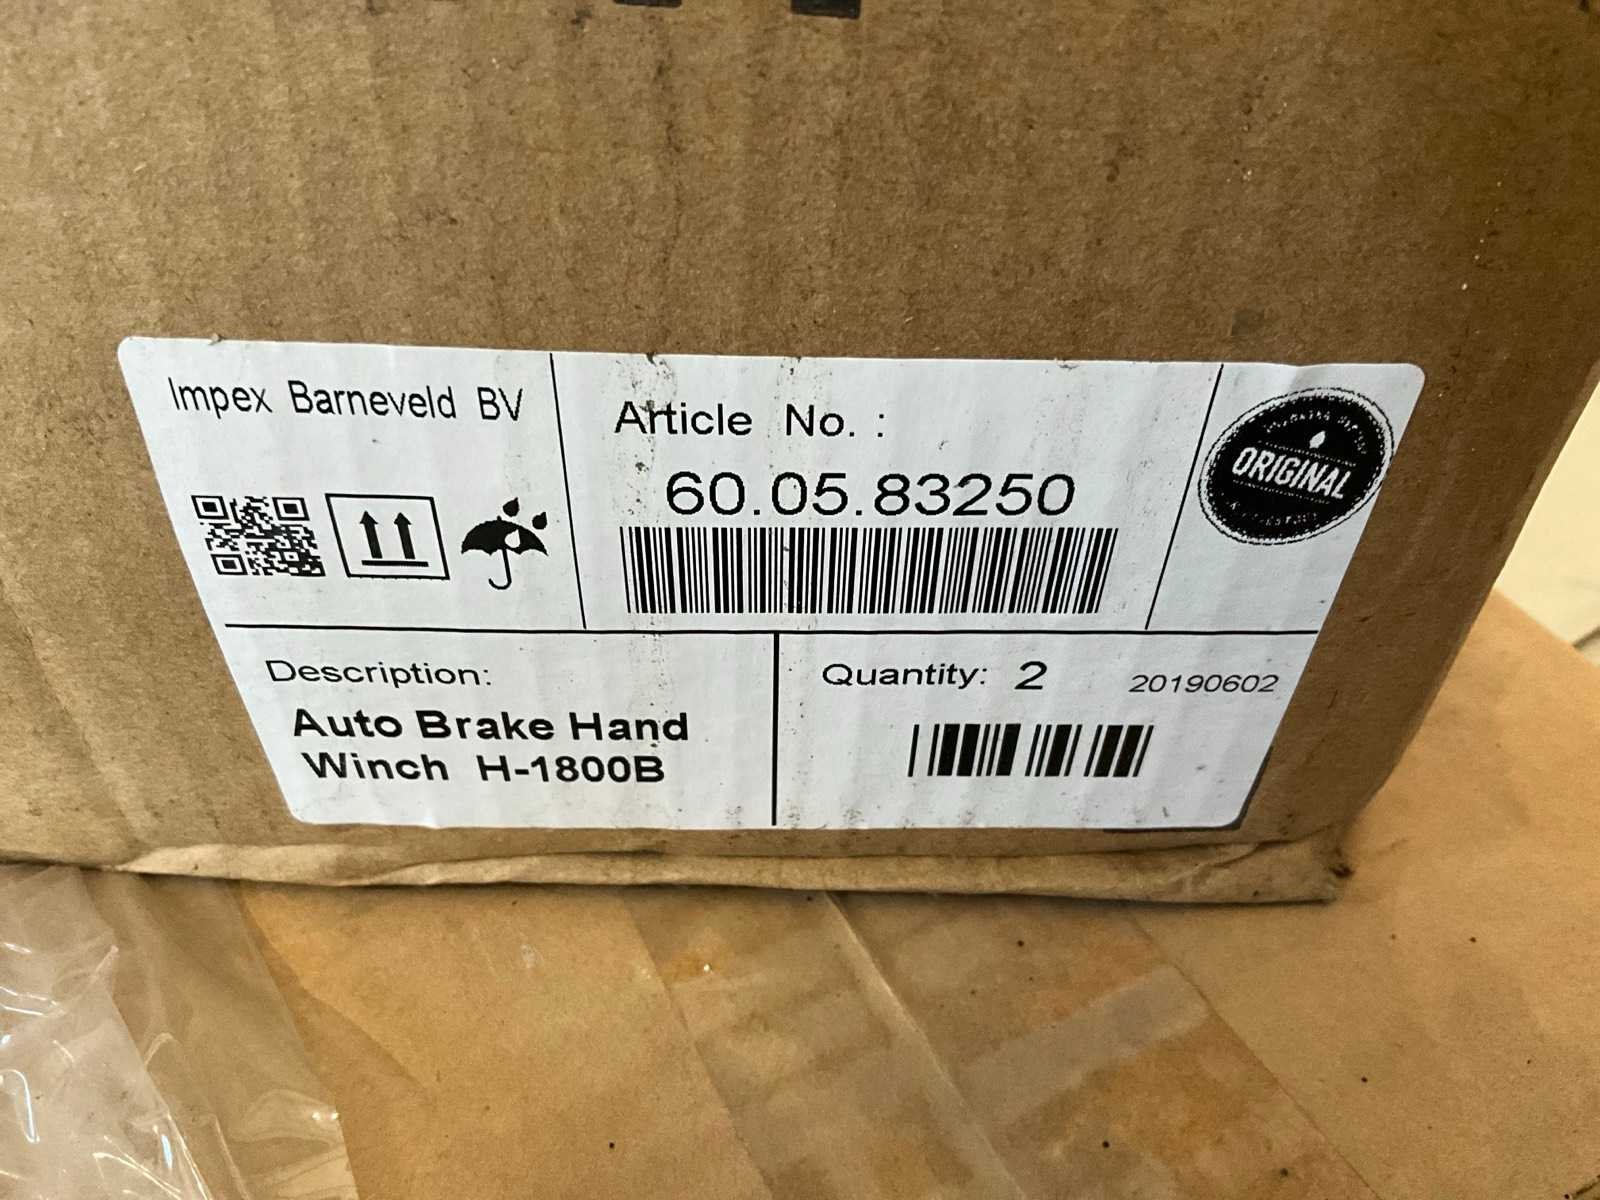 Impex Barneveld BV
Article No. :
60.05.83250
ORIGINAL
Description:
Auto Brake Hand
Winch H-1800B
Quantity: 2
20190602